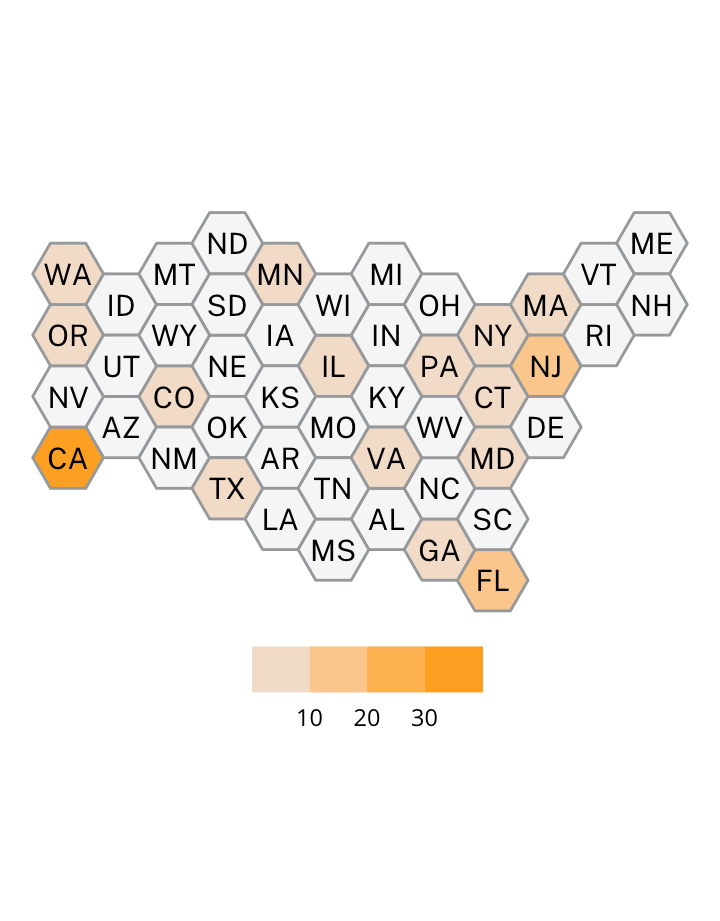 ND ME
WA MT MN MI VT
ID SD WI OH MA NH
OR WY IA IN NY RI
UT NE IL PA NJ
NV CO KS KY CT
AZ OK MO WV DE
CA NM AR VA MD
TX TN NC
LA AL SC
MS GA
FL
10 20 30